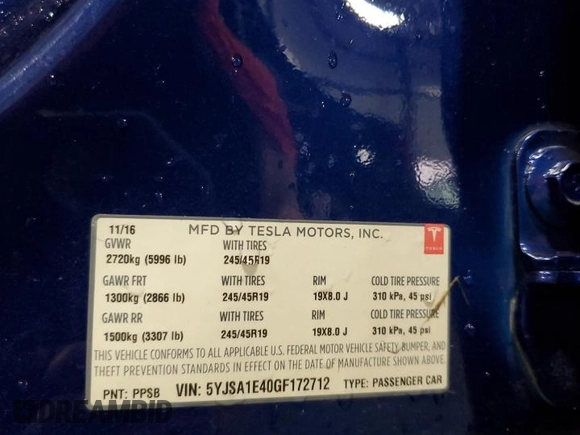 11/16 MFD BY TESLA MOTORS, INC.
GVWR WITH TIRES TESLA
2720kg (5996 lb) 245/45R19
GAWR FRT WITH TIRES RIM COLD TIRE PRESSURE
1300kg (2866 lb) 245/45R19 19X8.0 J 310 kPa, 45 psi
GAWR RR WITH TIRES RIM COLD TIRE PRESSURE
1500kg (3307 lb) 245/45R19 19X8.0 J 310 kPa, 45 psi
THIS VEHICLE CONFORMS TO ALL APPLICABLE U.S. FEDERAL MOTOR VEHICLE SAFETY, BUMPER, AND
THEFT PREVENTION STANDARDS IN EFFECT ON THE DATE OF MANUFACTURE SHOWN ABOVE.
PNT: PPSB VIN: 5YJSA1E40GF172712 TYPE: PASSENGER CAR
DREAMBID